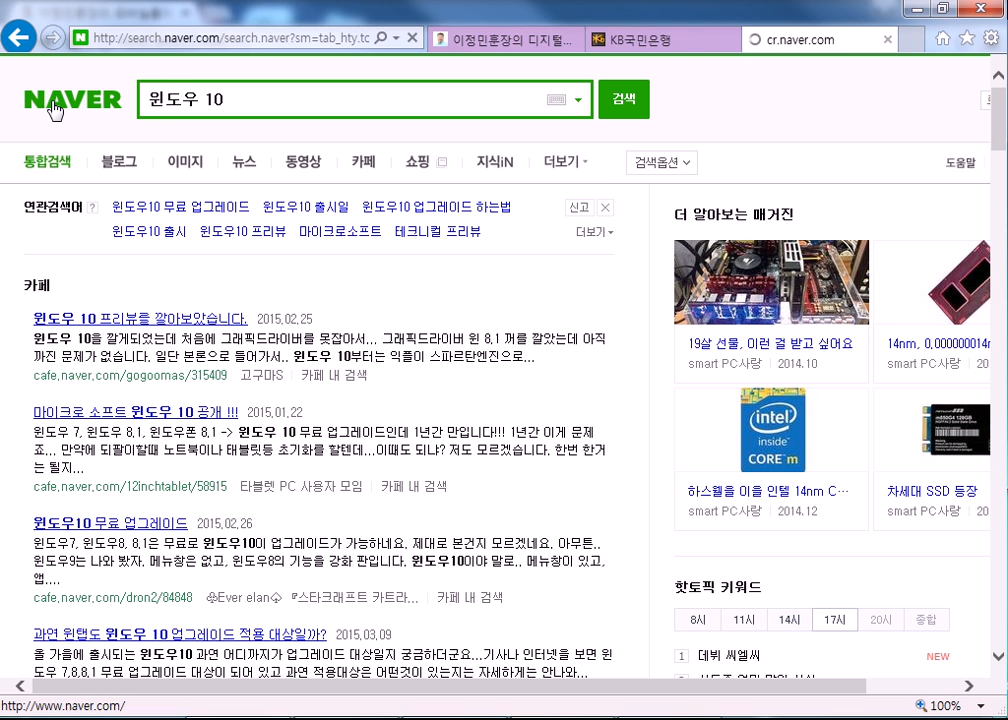 http://search.naver.com/search.naver?sm=tab_hty.tc
이정민훈장의 디지털...
KB국민은행
cr.naver.com
NAVER
윈도우 10
검색
통합검색 블로그 이미지 뉴스 동영상 카페 쇼핑 지식iN 더보기
검색옵션
도움말
연관검색어 ?
윈도우10 무료 업그레이드 윈도우10 출시일 윈도우10 업그레이드 하는법
신고
윈도우10 출시 윈도우10 프리뷰 마이크로소프트 테크니컬 프리뷰
더보기
카페
윈도우 10 프리뷰를 깔아보았습니다. 2015.02.25
윈도우 10을 깔게되었는데 처음에 그래픽드라이버를 못잡아서... 그래픽드라이버 윈 8.1 꺼를 깔았는데 아직
까진 문제가 없습니다. 일단 본론으로 들어가서.. 윈도우 10부터는 익플이 스파르탄엔진으로...
cafe.naver.com/gogoomas/315409 고구마S 카페 내 검색
마이크로 소프트 윈도우 10 공개 !!! 2015.01.22
윈도우 7, 윈도우 8.1, 윈도우폰 8.1 -> 윈도우 10 무료 업그레이드인데 1년간 만입니다!!! 1년간 이게 문제
죠... 만약에 되팔이할때 노트북이나 태블릿등 초기화를 할텐데...이때도 되냐? 저도 모르겠습니다. 한번 한거
는 될지...
cafe.naver.com/12inchtablet/58915 타블렛 PC 사용자 모임 카페 내 검색
윈도우10 무료 업그레이드 2015.02.26
윈도우7, 윈도우8, 8.1은 무료로 윈도우10이 업그레이드가 가능하네요. 제대로 본건지 모르겠네요. 아무튼..
윈도우9는 나와 봤자. 메뉴창은 없고, 윈도우8의 기능을 강화 판입니다. 윈도우10이야 말로.. 메뉴창이 있고,
앱....
cafe.naver.com/dron2/84848 ♧Ever elan♤ 『스타크래프트 카트라... 카페 내 검색
과연 윈탭도 윈도우 10 업그레이드 적용 대상일까? 2015.03.09
올 가을에 출시되는 윈도우10 과연 어디까지가 업그레이드 대상일지 궁금하더군요...기사나 인터넷을 보면 윈
도우 7,8,8.1 무료 업그레이드 대상이 되어 있고 과연 적용대상은 어떤것이 있는지는 자세하게는 안나와...
더 알아보는 매거진
19살 선물, 이런 걸 받고 싶어요
smart PC사랑 2014.10
14nm, 0.000000014m
smart PC사랑 20
intel
inside
CORE m
하스웰을 이을 인텔 14nm C…
smart PC사랑 2014.12
차세대 SSD 등장
smart PC사랑 20
핫토픽 키워드
8시 11시 14시 17시 20시 종합
1 데뷔 씨엘씨 NEW
http://www.naver.com/
100%